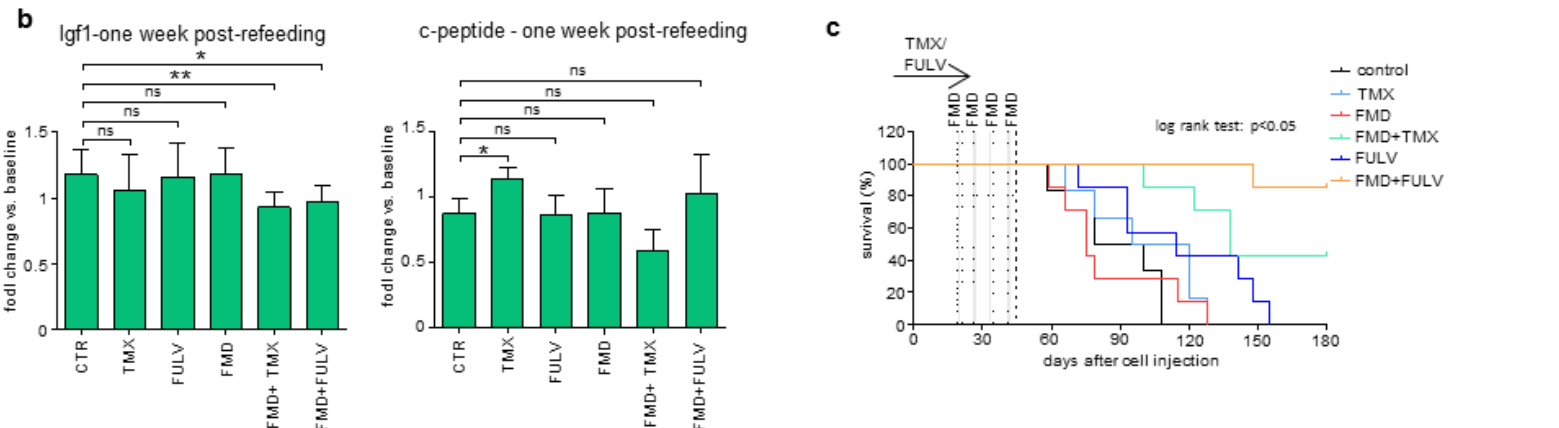 b
Igf1-one week post-refeeding
*
**
ns
ns
ns
fodl change vs. baseline
1.5
1
0.5
0
CTR
TMX
FULV
FMD
FMD+ TMX
FMD+FULV
c-peptide - one week post-refeeding
ns
ns
ns
ns
*
fodl change vs. baseline
1.5
1
0.5
0
CTR
TMX
FULV
FMD
FMD+ TMX
FMD+FULV
c
TMX/
FULV
FMD
FMD
FMD
FMD
log rank test: p<0.05
control
TMX
FMD
FMD+TMX
FULV
FMD+FULV
survival (%)
120
100
80
60
40
20
0
0 30 60 90 120 150 180
days after cell injection